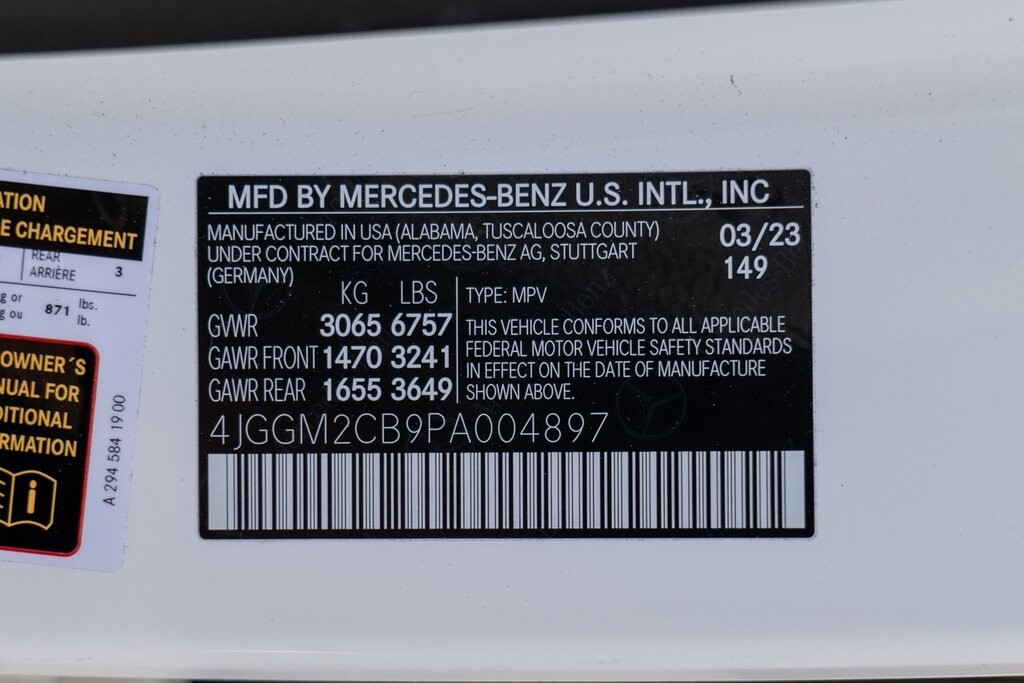 ATION
E CHARGEMENT
REAR
ARRIÈRE 3
g or
g ou 871 lbs.
lb.
OWNER´S
NUAL FOR
DITIONAL
ORMATION
A 294 584 19 00
MFD BY MERCEDES-BENZ U.S. INTL., INC
MANUFACTURED IN USA (ALABAMA, TUSCALOOSA COUNTY)
UNDER CONTRACT FOR MERCEDES-BENZ AG, STUTTGART
(GERMANY)
03/23
149
KG LBS
GVWR 3065 6757
GAWR FRONT 1470 3241
GAWR REAR 1655 3649
TYPE: MPV
THIS VEHICLE CONFORMS TO ALL APPLICABLE
FEDERAL MOTOR VEHICLE SAFETY STANDARDS
IN EFFECT ON THE DATE OF MANUFACTURE
SHOWN ABOVE.
4JGGM2CB9PA004897